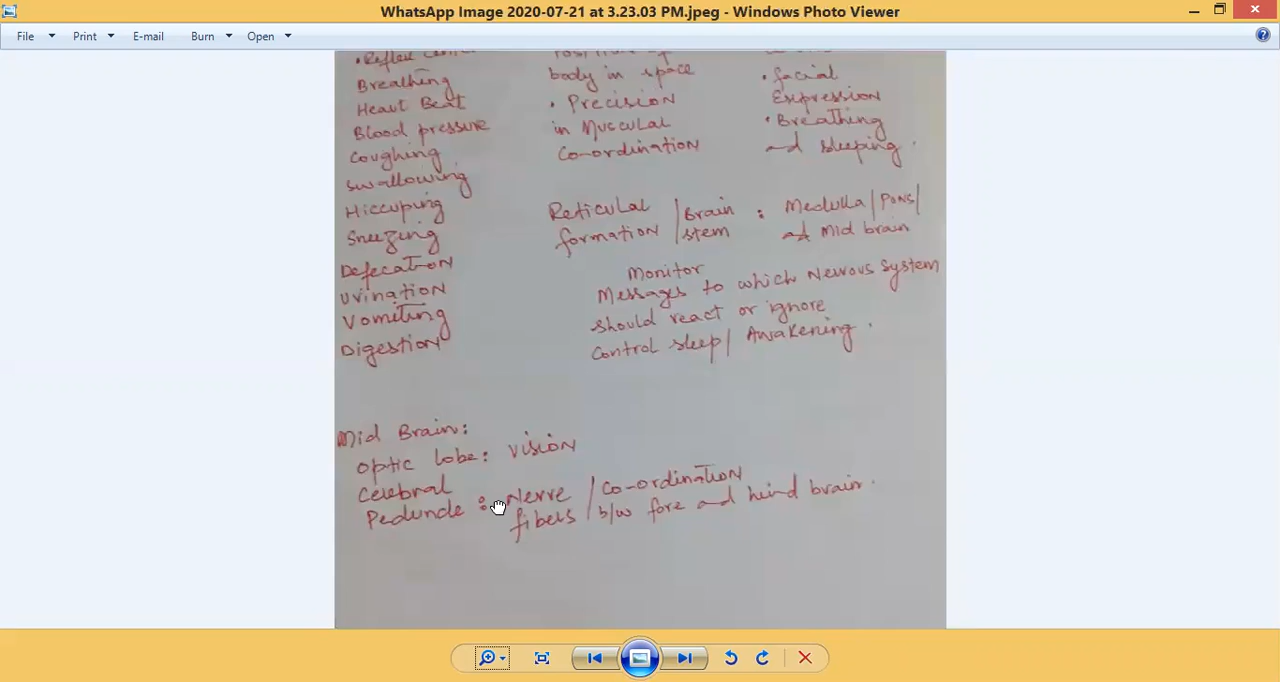 WhatsApp Image 2020-07-21 at 3.23.03 PM.jpeg - Windows Photo Viewer
File Print E-mail Burn Open
• Reflex
Breathing
Heart Beat
Blood pressure
Coughing
Swallowing
Hiccuping
Sneezing
Defecation
Urination
Vomiting
Digestion
body in space
• Precision
in Muscular
Co-ordination
• facial
Expression
• Breathing
and sleeping.
Reticular / Brain : Medulla / Pons /
formation / stem of Mid brain
Monitor
Messages to which Nervous System
should react or ignore
Control sleep / Awakening.
Mid Brain:
Optic lobe: Vision
Celebral
Peduncle : Nerve / Co-ordination
fibers / b/w fore and hind brain.